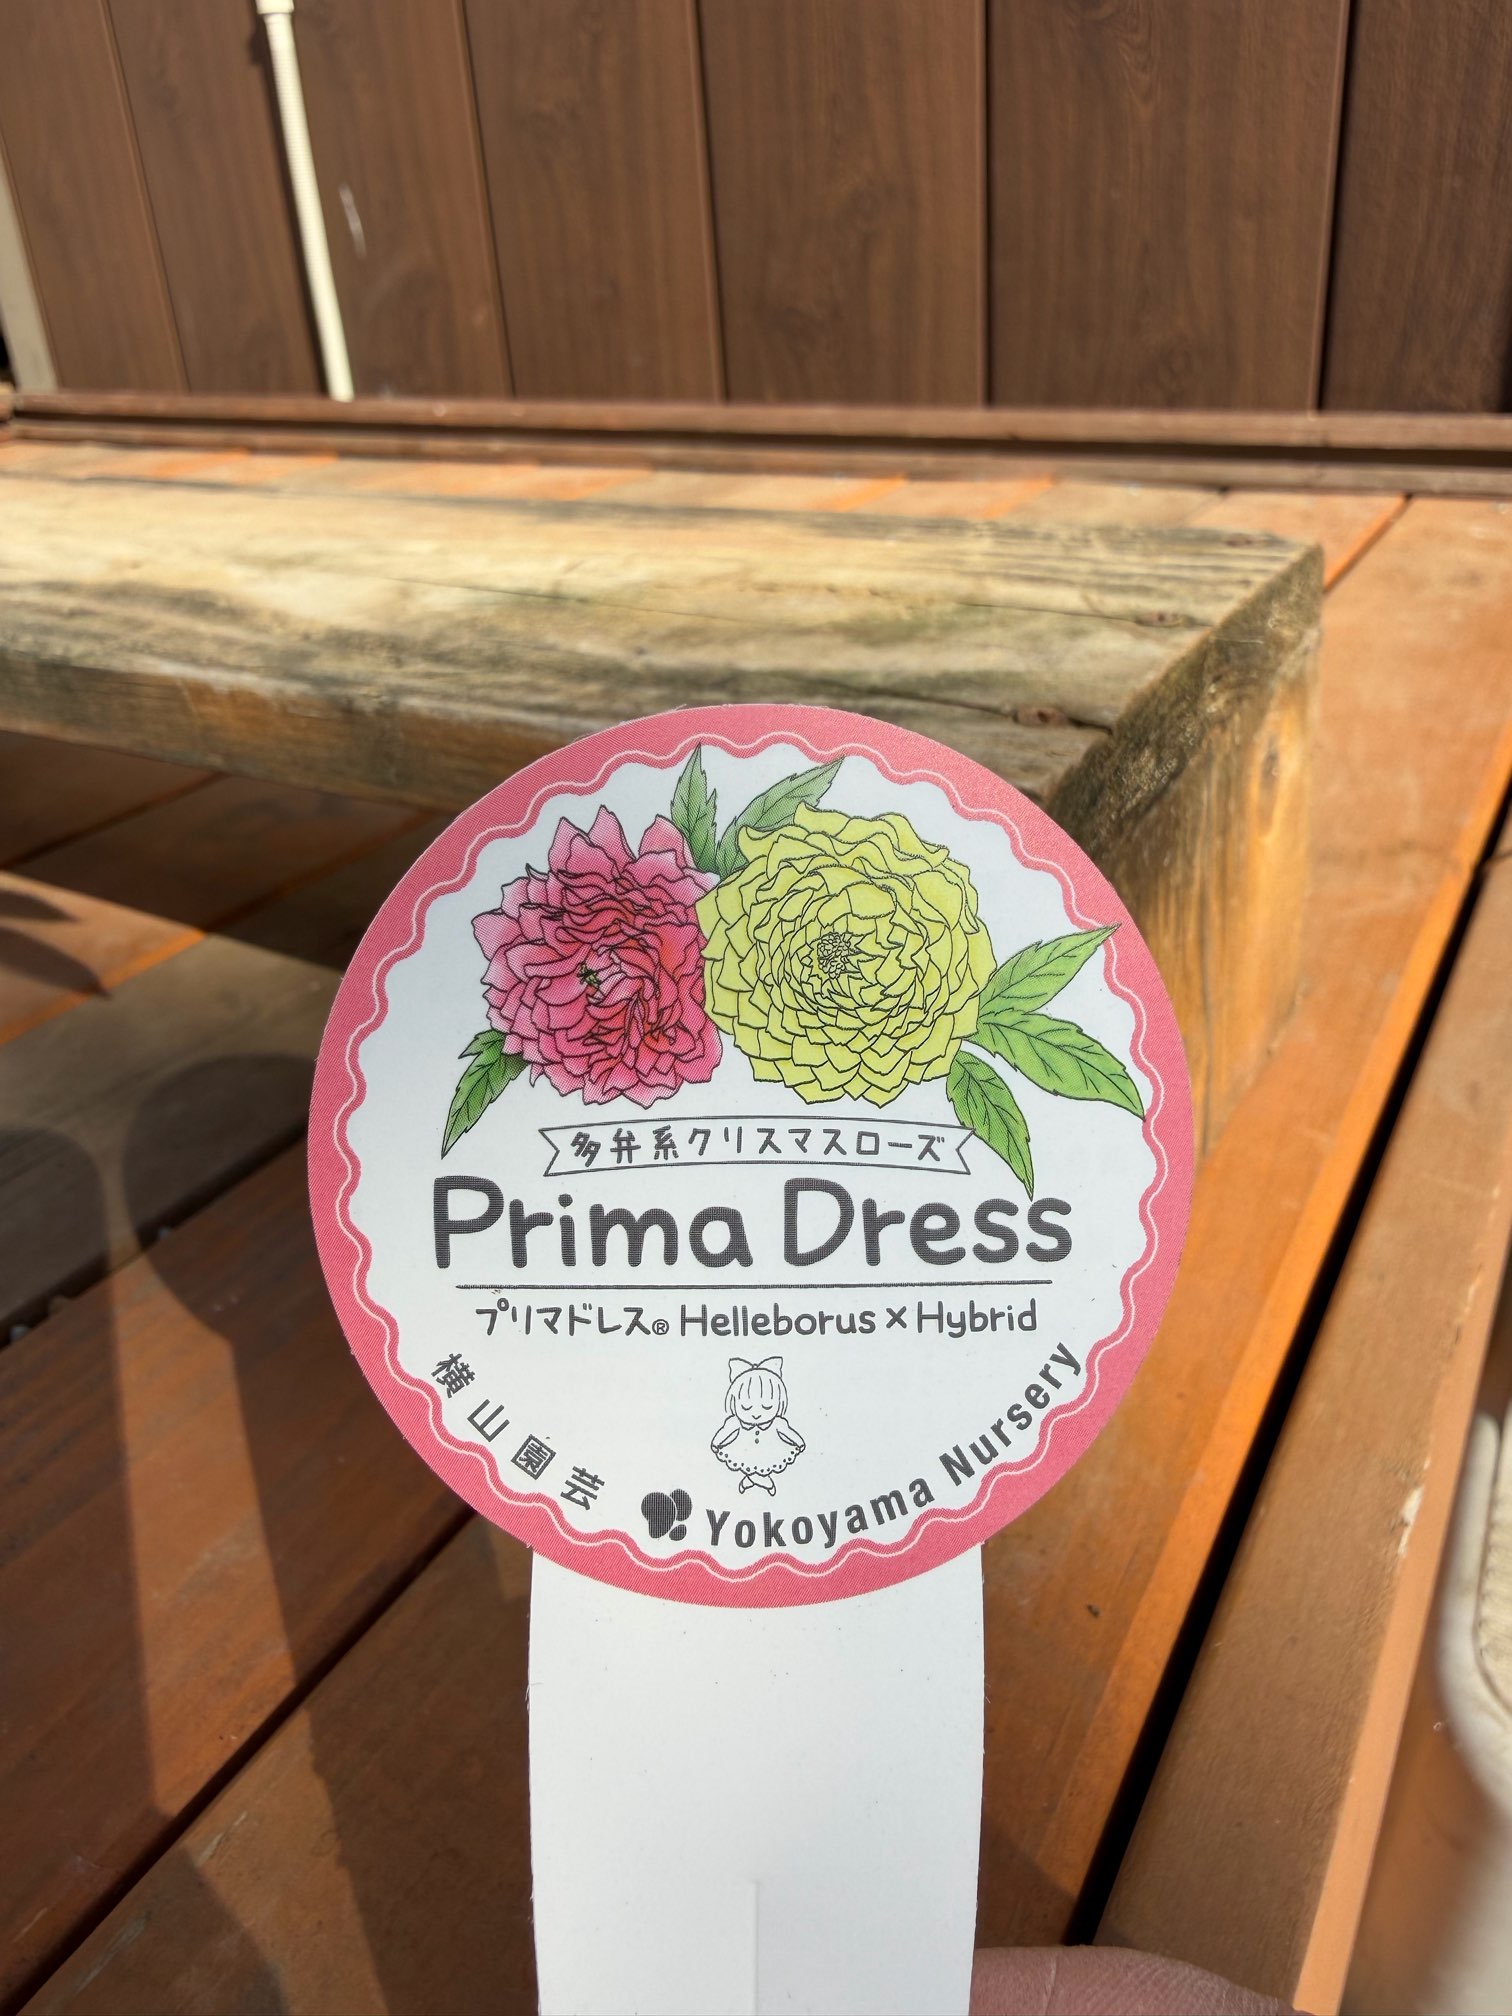 多弁系クリスマスローズ
Prima Dress
プリマドレス® Helleborus × Hybrid
横山園芸
Yokoyama Nursery